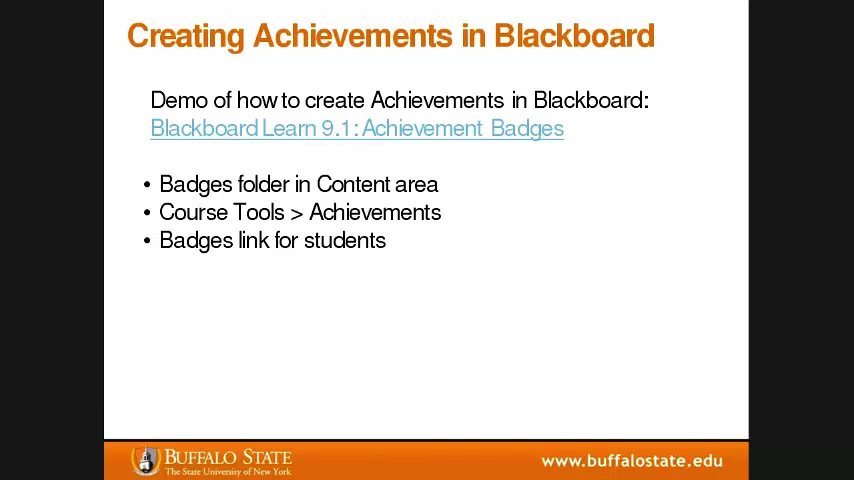 Creating Achievements in Blackboard
Demo of how to create Achievements in Blackboard:
Blackboard Learn 9.1: Achievement Badges
• Badges folder in Content area
• Course Tools > Achievements
• Badges link for students
BUFFALO STATE
The State University of New York
www.buffalostate.edu